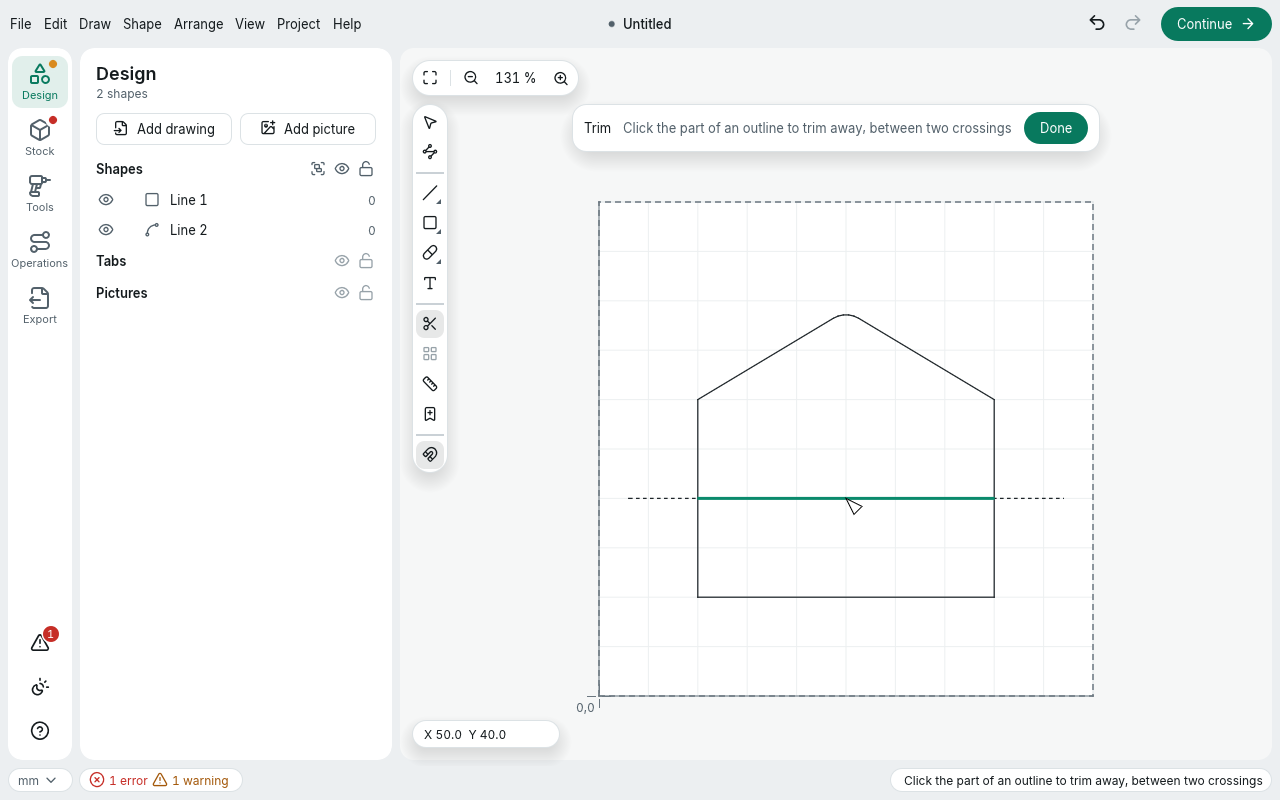 File Edit Draw Shape Arrange View Project Help
Untitled
Continue
Design
Stock
Tools
Operations
Export
1
Design
2 shapes
Add drawing
Add picture
Shapes
Line 1 0
Line 2 0
Tabs
Pictures
131 %
Trim Click the part of an outline to trim away, between two crossings Done
0,0
X 50.0 Y 40.0
mm
1 error 1 warning
Click the part of an outline to trim away, between two crossings